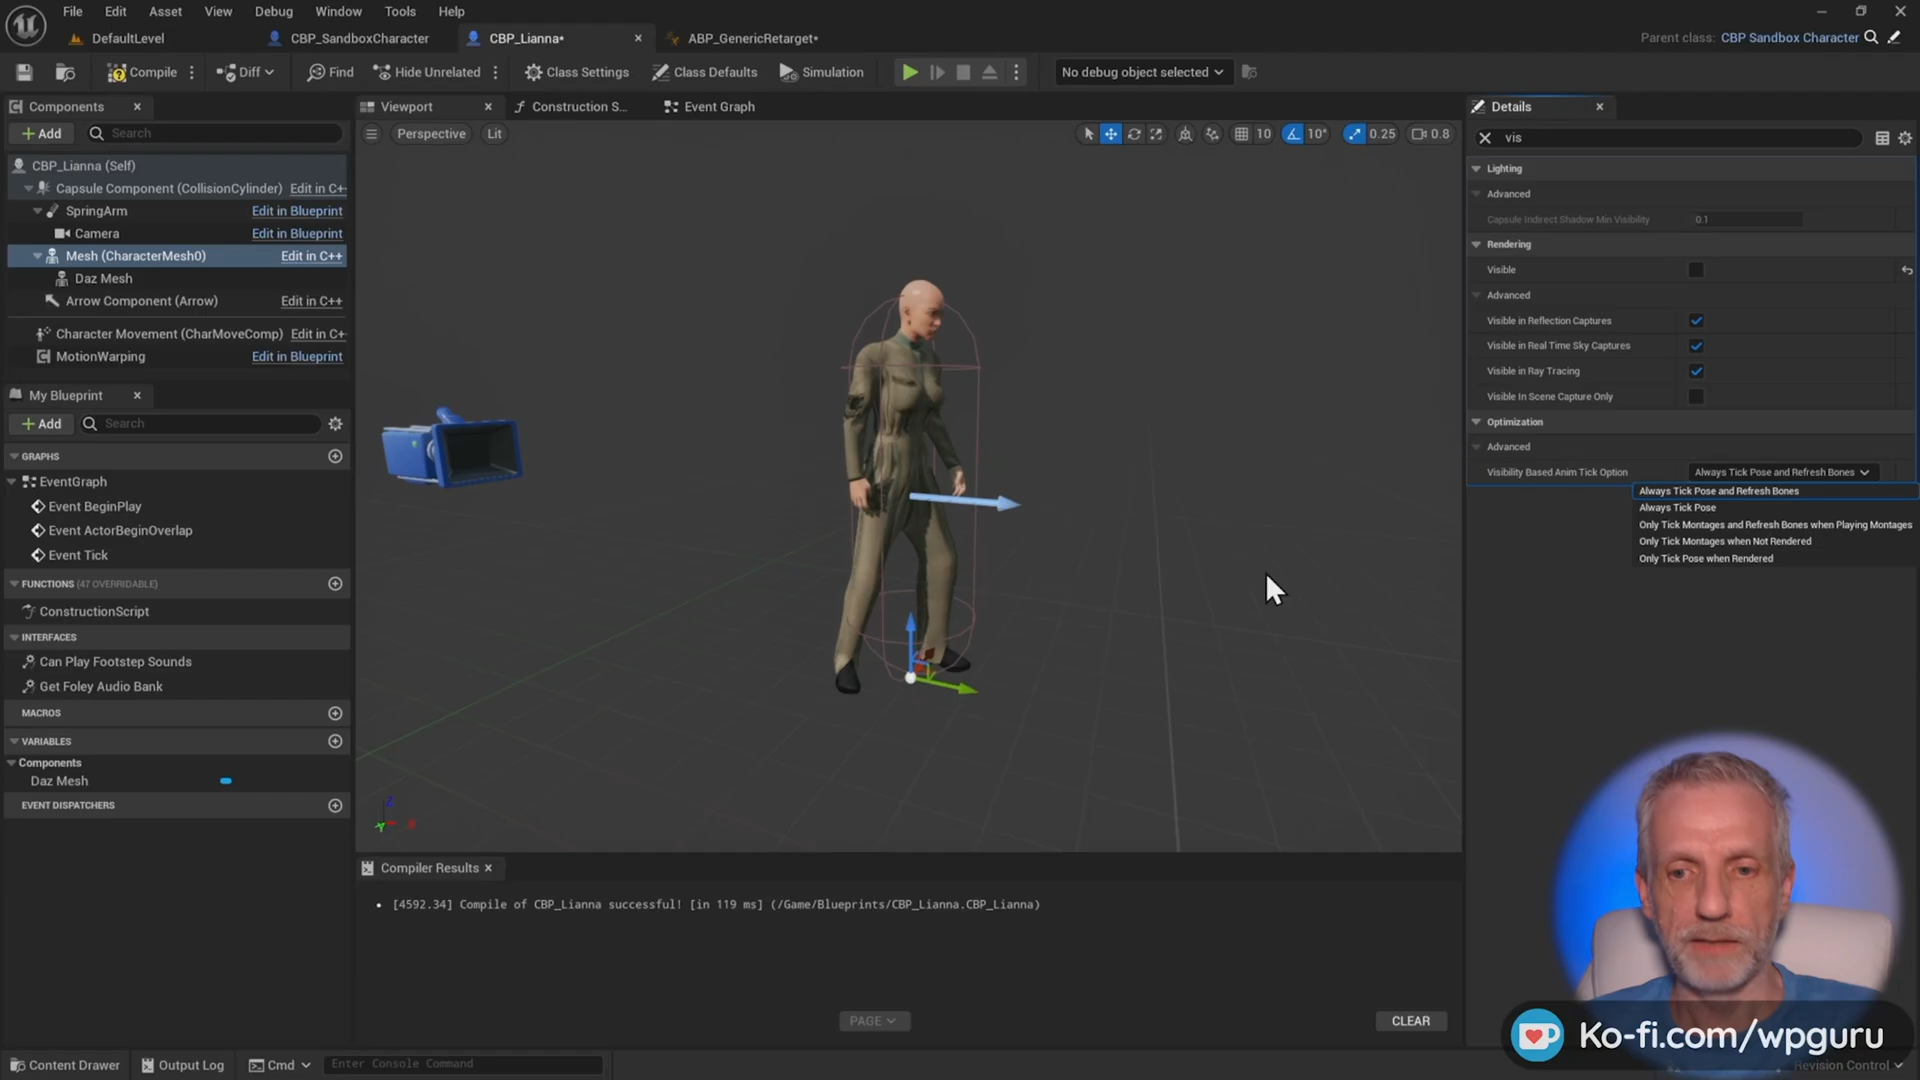 File Edit Asset View Debug Window Tools Help
DefaultLevel CBP_SandboxCharacter CBP_Lianna* ABP_GenericRetarget* Parent class: CBP Sandbox Character
Compile Diff Find Hide Unrelated Class Settings Class Defaults Simulation No debug object selected
Components Viewport Construction S... Event Graph Details
Add Search Perspective Lit 10 10° 0.25 0.8 vis
CBP_Lianna (Self)
Capsule Component (CollisionCylinder) Edit in C+
SpringArm Edit in Blueprint
Camera Edit in Blueprint
Mesh (CharacterMesh0) Edit in C++
Daz Mesh
Arrow Component (Arrow) Edit in C++
Character Movement (CharMoveComp) Edit in C+
MotionWarping Edit in Blueprint
My Blueprint
Add Search
GRAPHS
EventGraph
Event BeginPlay
Event ActorBeginOverlap
Event Tick
FUNCTIONS (47 OVERRIDABLE)
ConstructionScript
INTERFACES
Can Play Footstep Sounds
Get Foley Audio Bank
MACROS
VARIABLES
Components
Daz Mesh
EVENT DISPATCHERS
Lighting
Advanced
Capsule Indirect Shadow Min Visibility 0.1
Rendering
Visible
Advanced
Visible in Reflection Captures
Visible in Real Time Sky Captures
Visible in Ray Tracing
Visible In Scene Capture Only
Optimization
Advanced
Visibility Based Anim Tick Option Always Tick Pose and Refresh Bones
Always Tick Pose and Refresh Bones
Always Tick Pose
Only Tick Montages and Refresh Bones when Playing Montages
Only Tick Montages when Not Rendered
Only Tick Pose when Rendered
Z
Y
Compiler Results
[4592.34] Compile of CBP_Lianna successful! [in 119 ms] (/Game/Blueprints/CBP_Lianna.CBP_Lianna)
PAGE CLEAR
Ko-fi.com/wpguru
Content Drawer Output Log Cmd Enter Console Command Revision Control